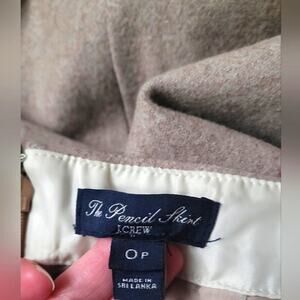 The Pencil Skirt
J.CREW
0P
MADE IN
SRI LANKA